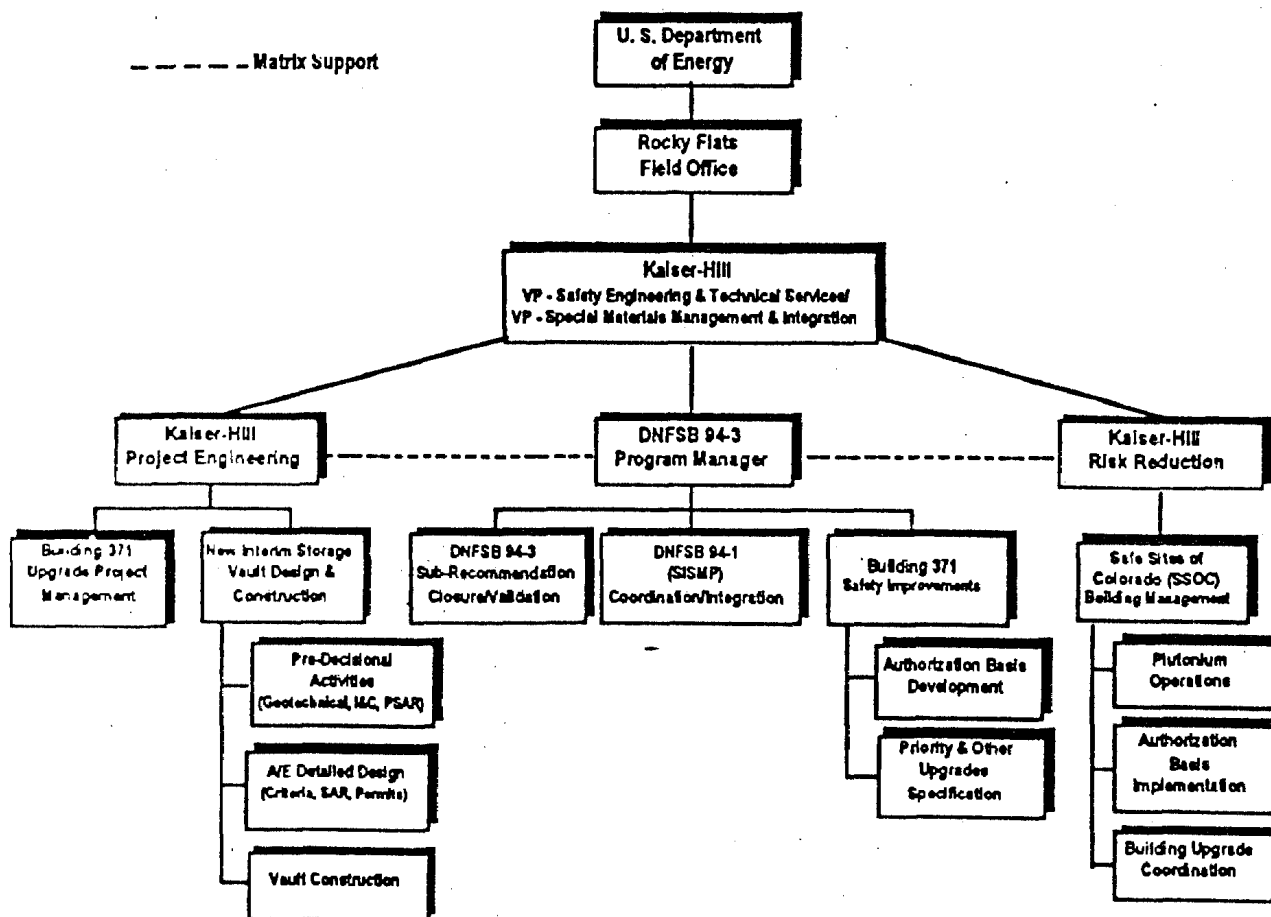 U. S. Department
of Energy
Matrix Support
Rocky Flats
Field Office
Kaiser-Hill
VP - Safety Engineering & Technical Services/
VP - Special Materials Management & Integration
Kaiser-Hill
Project Engineering
DNFSB 94-3
Program Manager
Kaiser-Hill
Risk Reduction
Building 371
Upgrade Project
Management
New Interim Storage
Vault Design &
Construction
DNFSB 94-3
Sub-Recommendation
Closure/Validation
DNFSB 94-1
(SISMP)
Coordination/Integration
Building 371
Safety Improvements
Safe Sites of
Colorado (SSOC)
Building Management
Pre-Decisional
Activities
(Geotechnical, I&C, PSAR)
A/E Detailed Design
(Criteria, SAR, Permits)
Vault Construction
Authorization Basis
Development
Priority & Other
Upgrades
Specification
Plutonium
Operations
Authorization
Basis
Implementation
Building Upgrade
Coordination